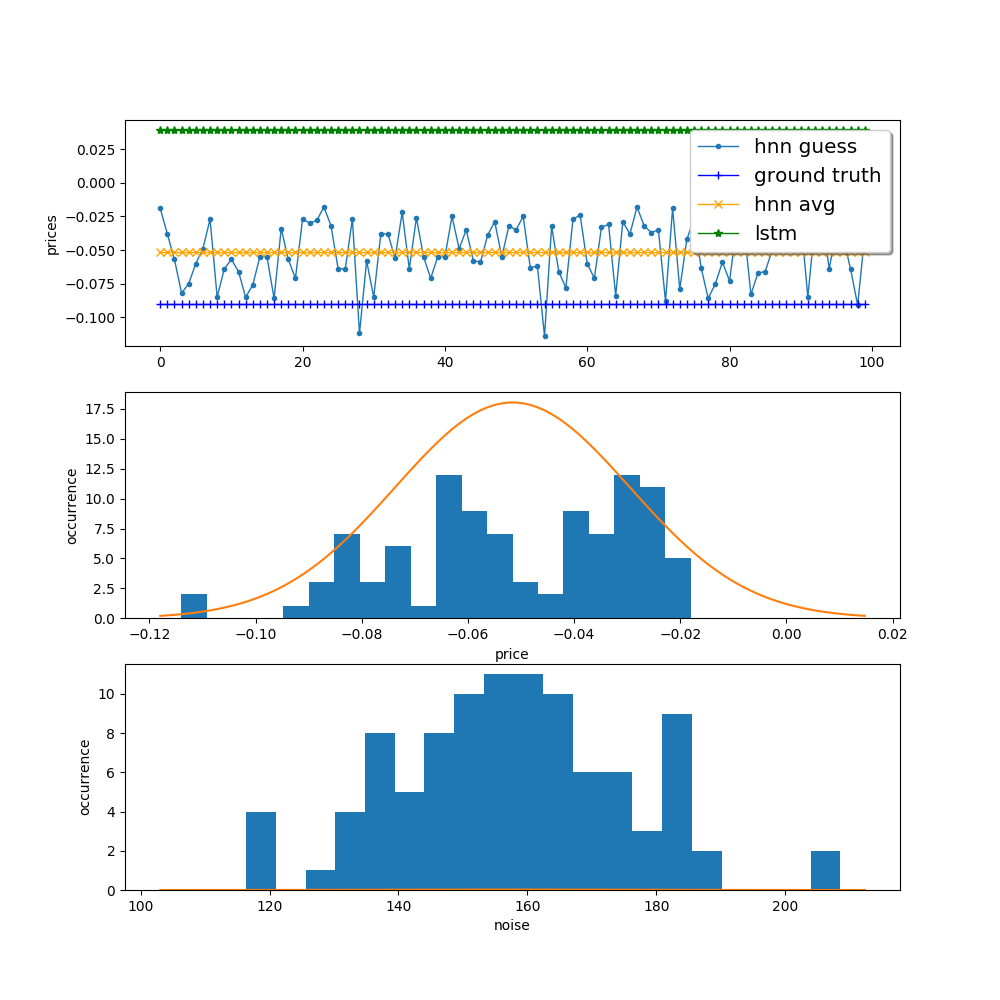 prices
0.025
0.000
−0.025
−0.050
−0.075
−0.100
hnn guess
ground truth
hnn avg
lstm
0 20 40 60 80 100
occurrence
17.5
15.0
12.5
10.0
7.5
5.0
2.5
0.0
−0.12 −0.10 −0.08 −0.06 −0.04 −0.02 0.00 0.02
price
occurrence
10
8
6
4
2
0
100 120 140 160 180 200
noise